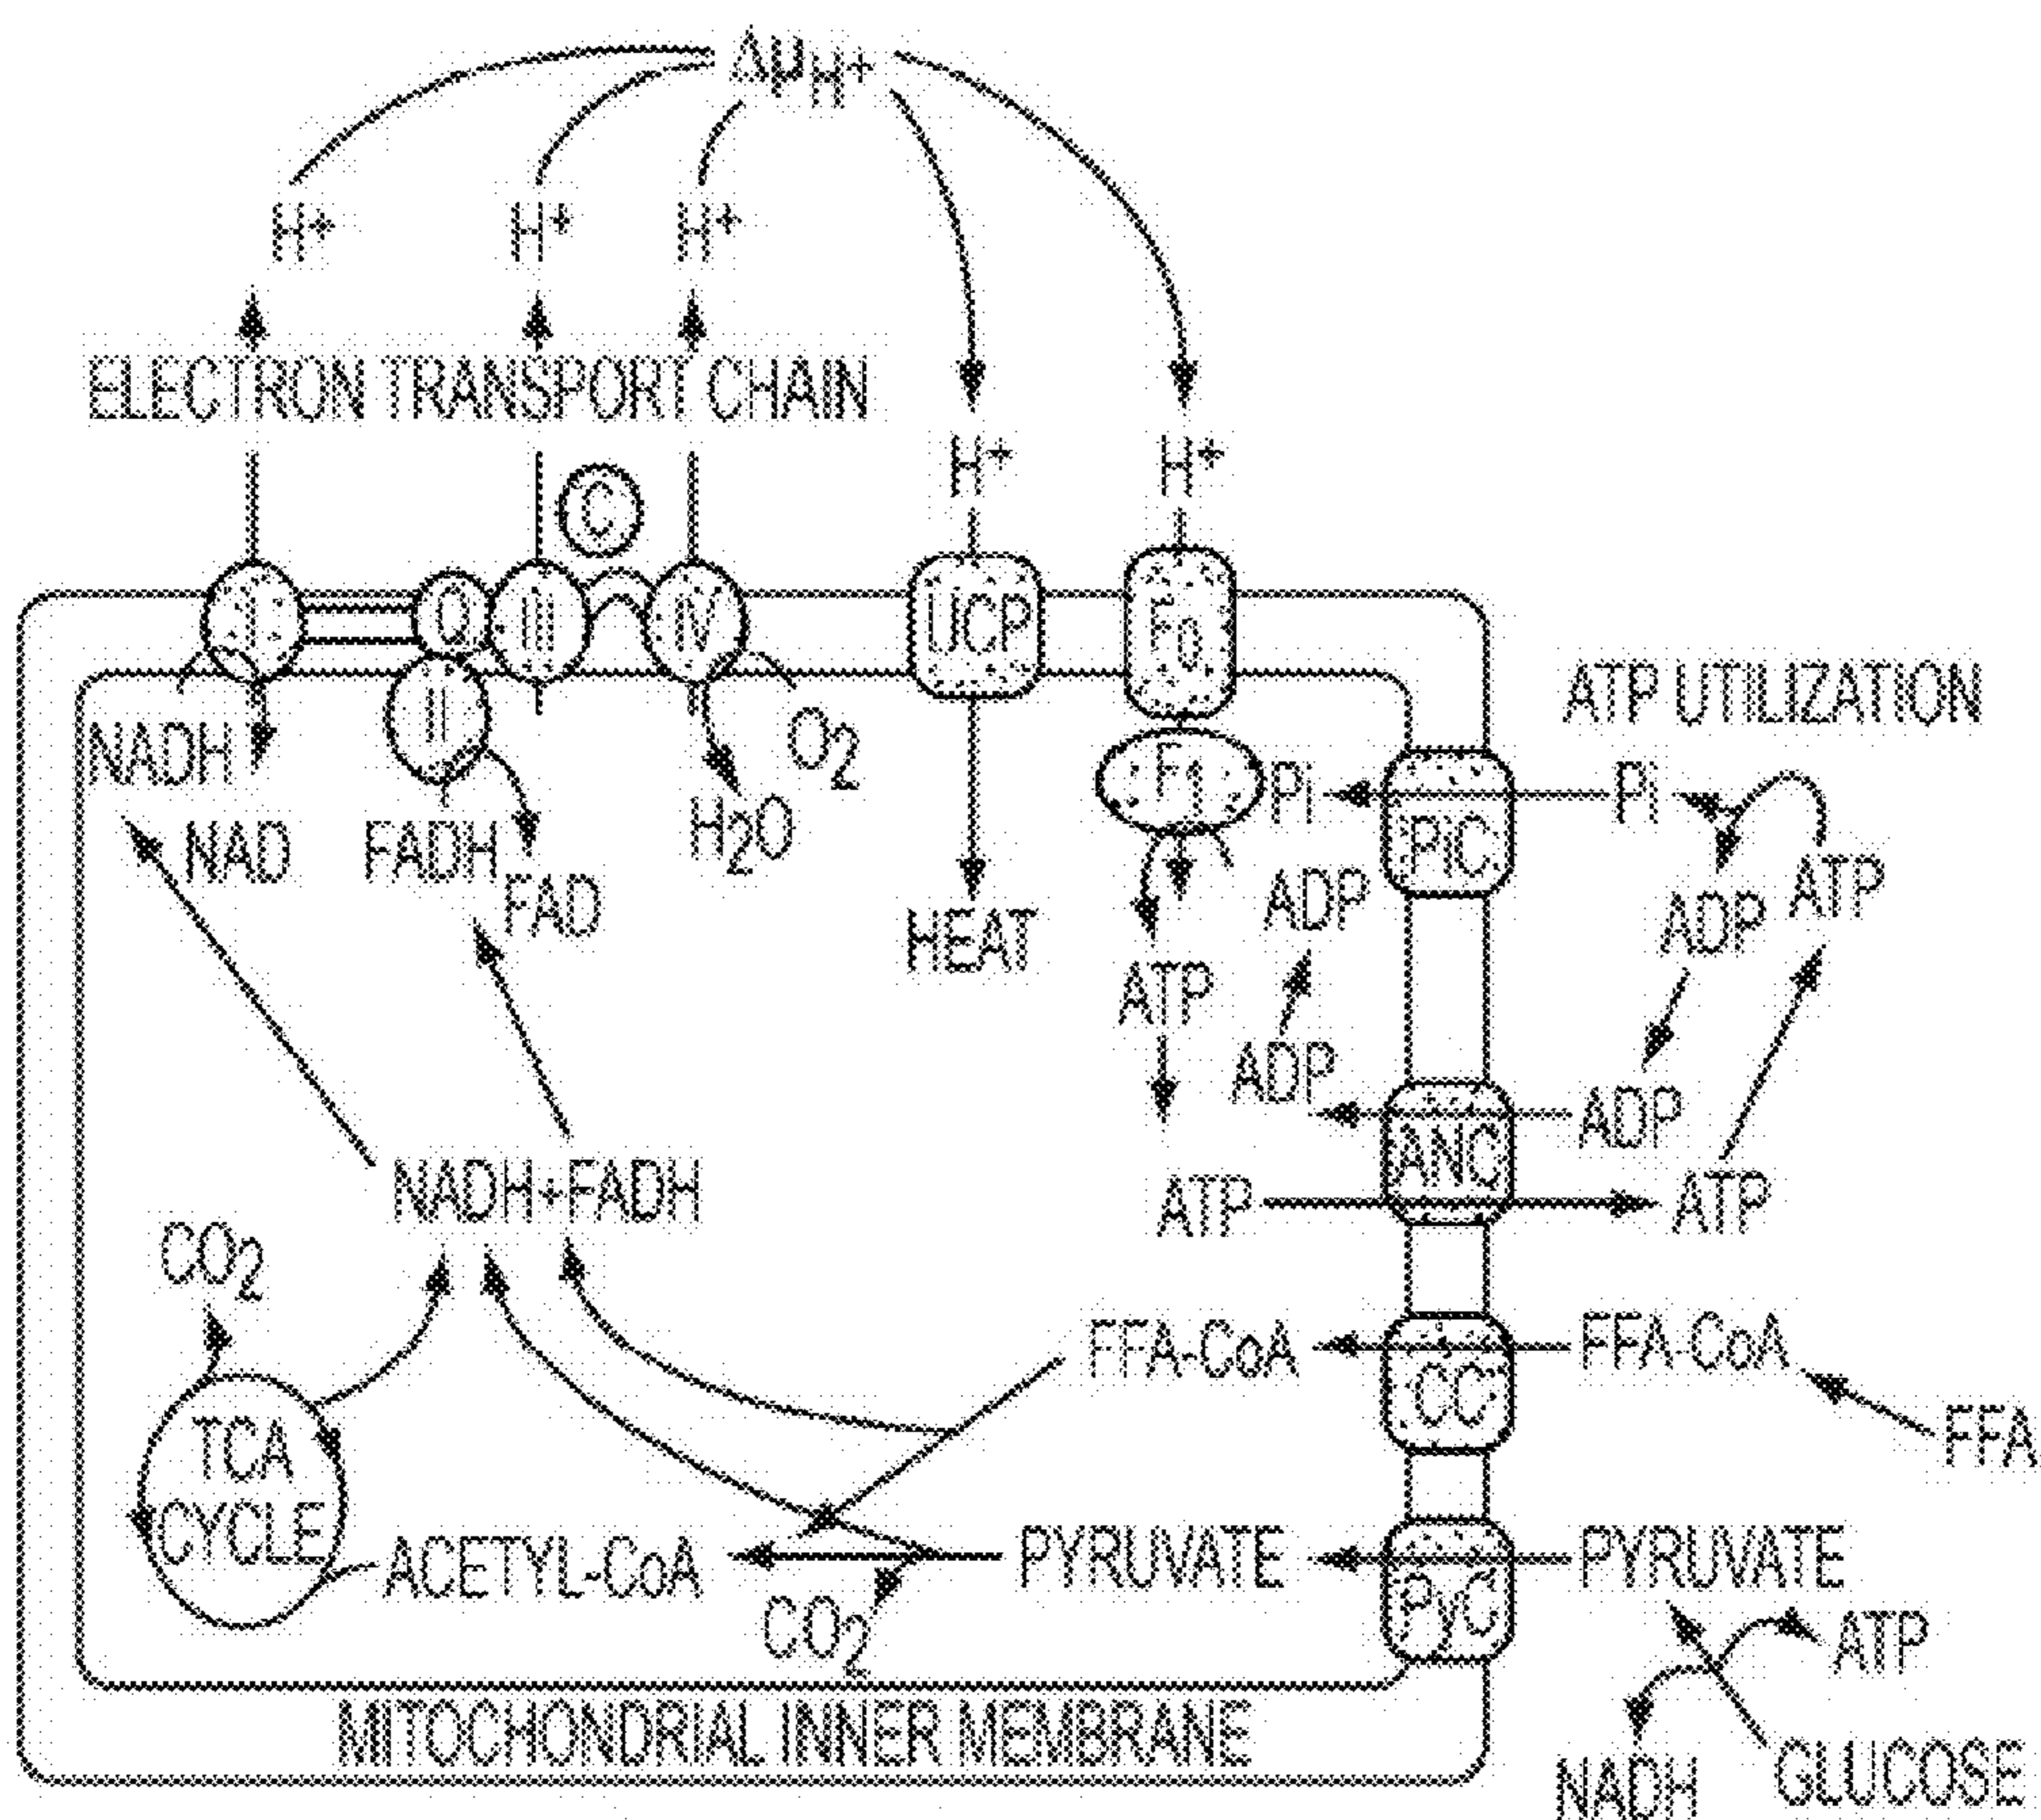 ΔμH+
H+ H+ H+
ELECTRON TRANSPORT CHAIN
H+ H+
C
I Q III IV UCP F0
II
ATP UTILIZATION
NADH O2 F1 Pi Pi
NAD FADH H2O PiC
FAD HEAT ADP ADP ATP
ATP
ADP ADP
ANC
NADH+FADH ATP ATP
CO2
FFA-CoA FFA-CoA
CC
FFA
TCA
CYCLE
ACETYL-CoA PYRUVATE PYRUVATE
PyC
CO2 ATP
MITOCHONDRIAL INNER MEMBRANE
NADH GLUCOSE